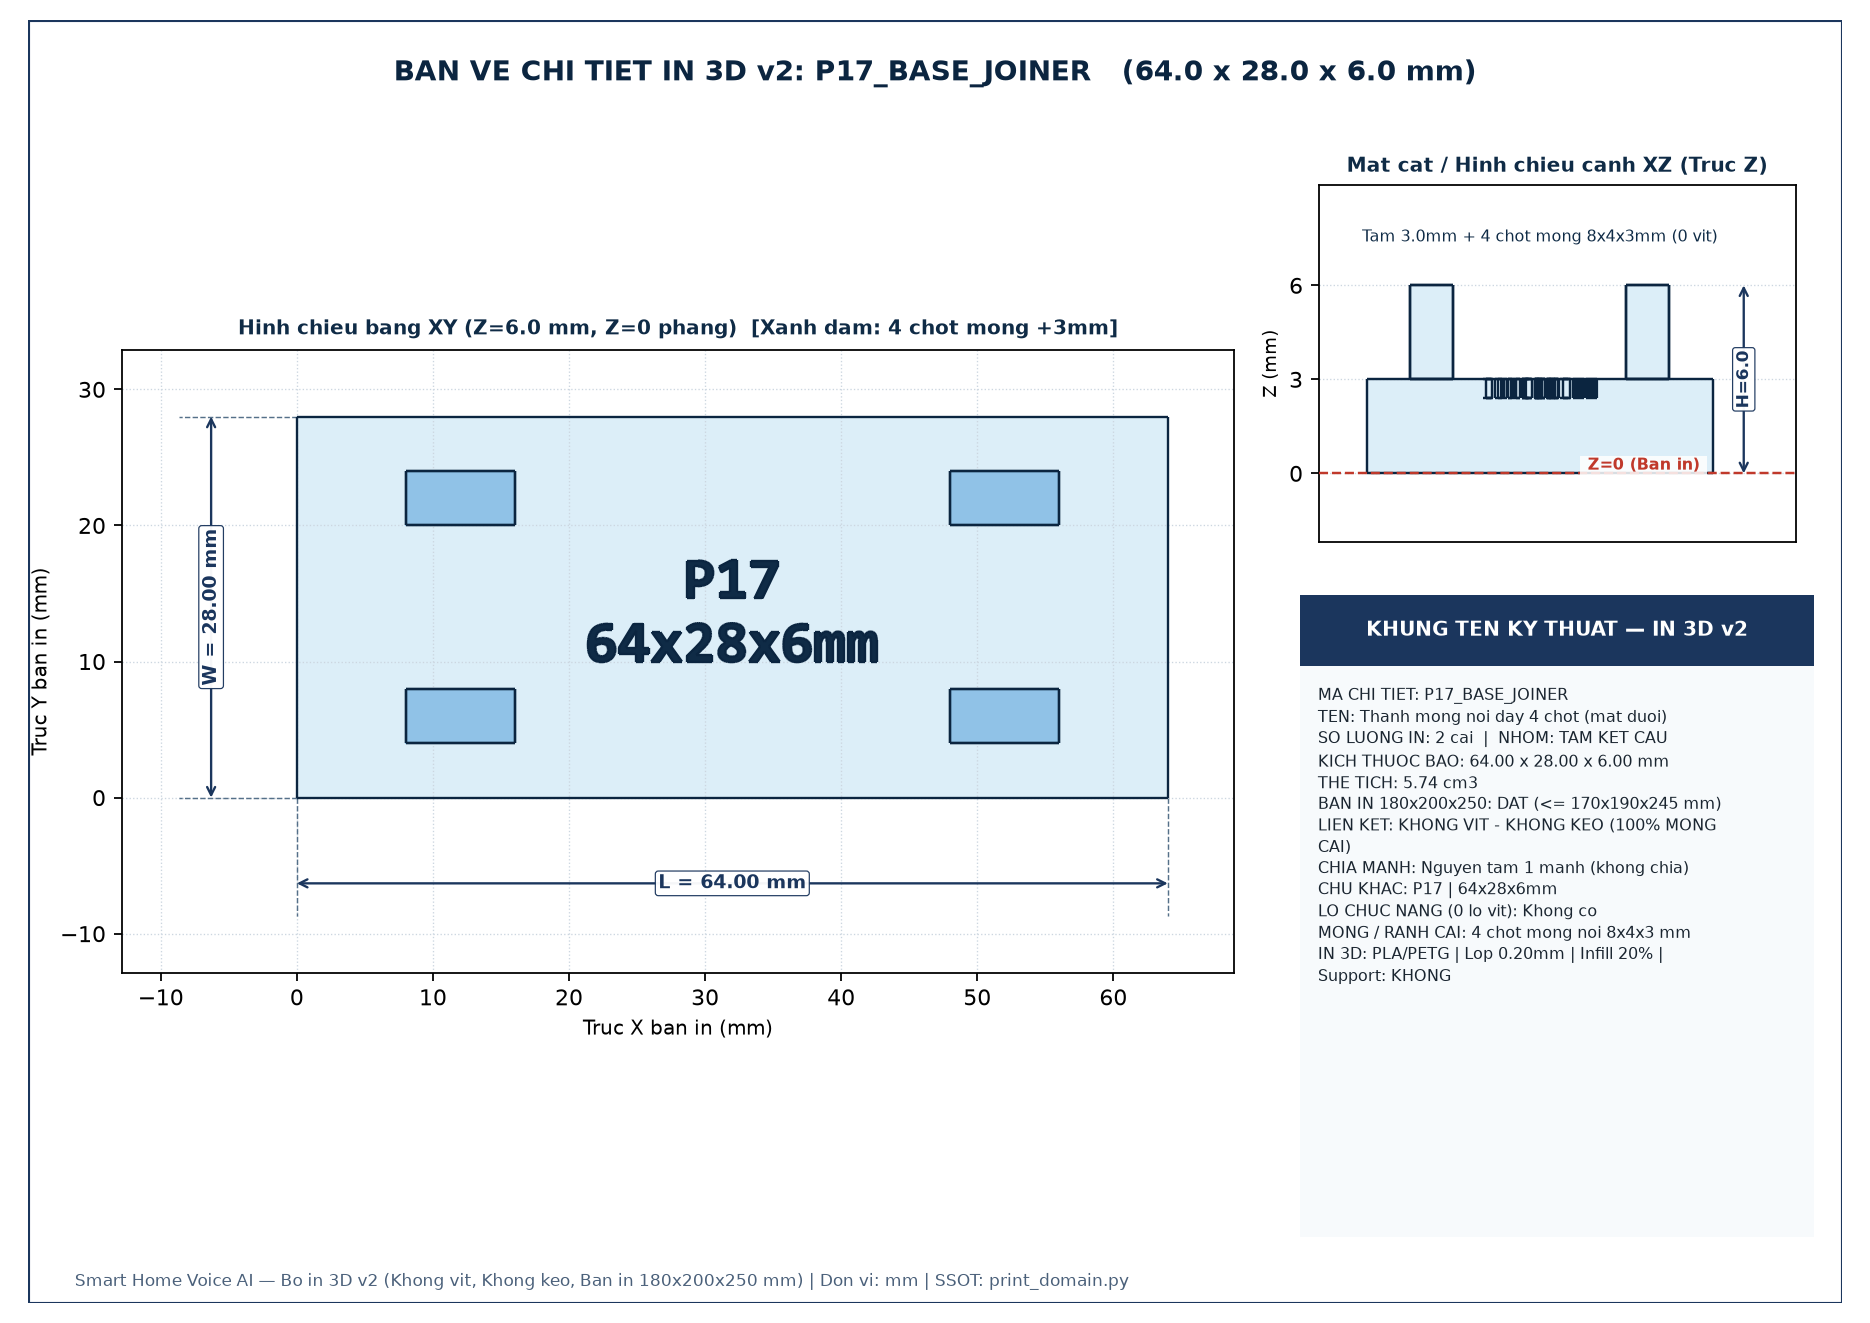 BAN VE CHI TIET IN 3D v2: P17_BASE_JOINER (64.0 x 28.0 x 6.0 mm)
Hinh chieu bang XY (Z=6.0 mm, Z=0 phang) [Xanh dam: 4 chot mong +3mm]
30
20
10
0
−10
Truc Y ban in (mm)
W = 28.00 mm
P17
64x28x6mm
L = 64.00 mm
−10
0
10
20
30
40
50
60
Truc X ban in (mm)
Mat cat / Hinh chieu canh XZ (Truc Z)
Tam 3.0mm + 4 chot mong 8x4x3mm (0 vit)
6
3
0
Z (mm)
H=6.0
Z=0 (Ban in)
KHUNG TEN KY THUAT — IN 3D v2
MA CHI TIET: P17_BASE_JOINER
TEN: Thanh mong noi day 4 chot (mat duoi)
SO LUONG IN: 2 cai | NHOM: TAM KET CAU
KICH THUOC BAO: 64.00 x 28.00 x 6.00 mm
THE TICH: 5.74 cm3
BAN IN 180x200x250: DAT (<= 170x190x245 mm)
LIEN KET: KHONG VIT - KHONG KEO (100% MONG
CAI)
CHIA MANH: Nguyen tam 1 manh (khong chia)
CHU KHAC: P17 | 64x28x6mm
LO CHUC NANG (0 lo vit): Khong co
MONG / RANH CAI: 4 chot mong noi 8x4x3 mm
IN 3D: PLA/PETG | Lop 0.20mm | Infill 20% |
Support: KHONG
Smart Home Voice AI — Bo in 3D v2 (Khong vit, Khong keo, Ban in 180x200x250 mm) | Don vi: mm | SSOT: print_domain.py